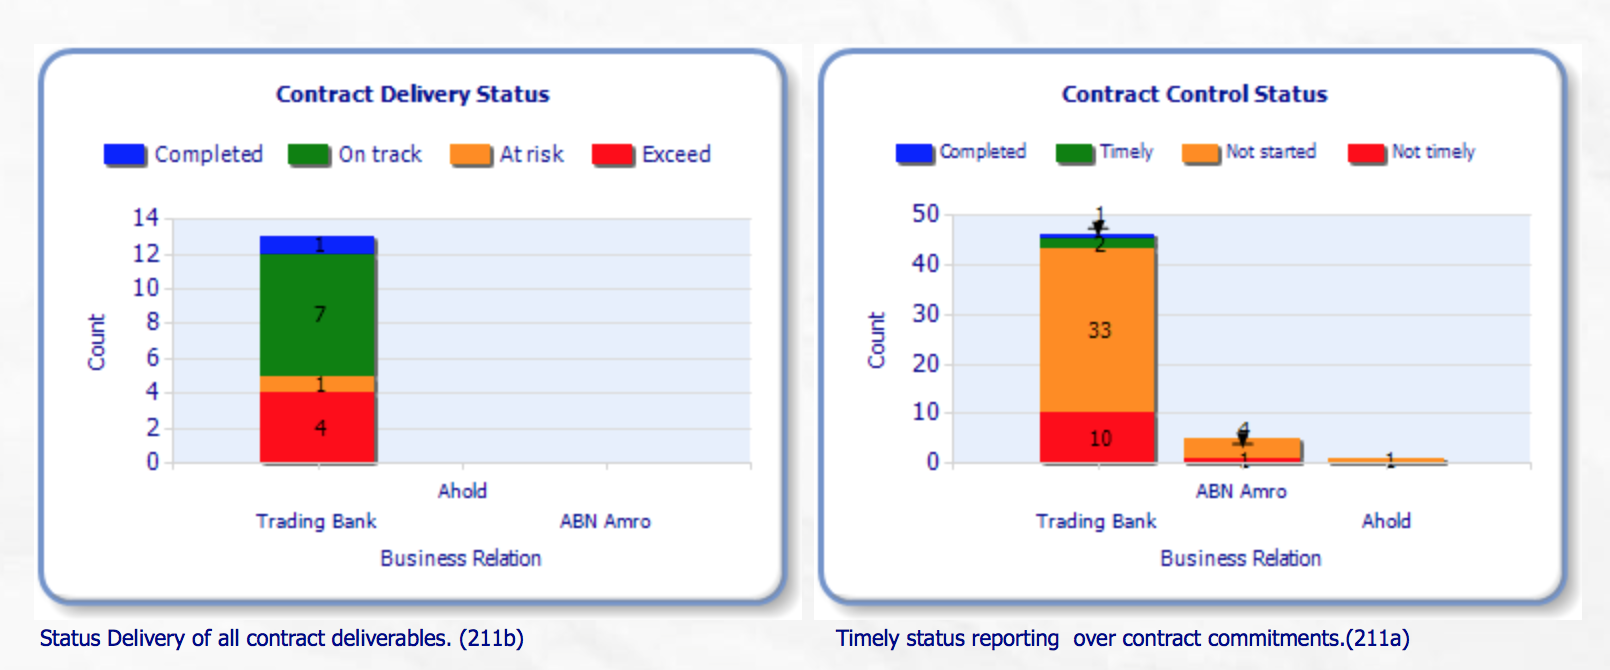 Contract Delivery Status
Completed On track At risk Exceed
14
12
10
8
6
4
2
0
Count
1
7
1
4
Ahold
Trading Bank ABN Amro
Business Relation
Status Delivery of all contract deliverables. (211b)
Contract Control Status
Completed Timely Not started Not timely
50
40
30
20
10
0
Count
1
2
33
10
4
1
1
ABN Amro
Trading Bank Ahold
Business Relation
Timely status reporting over contract commitments.(211a)